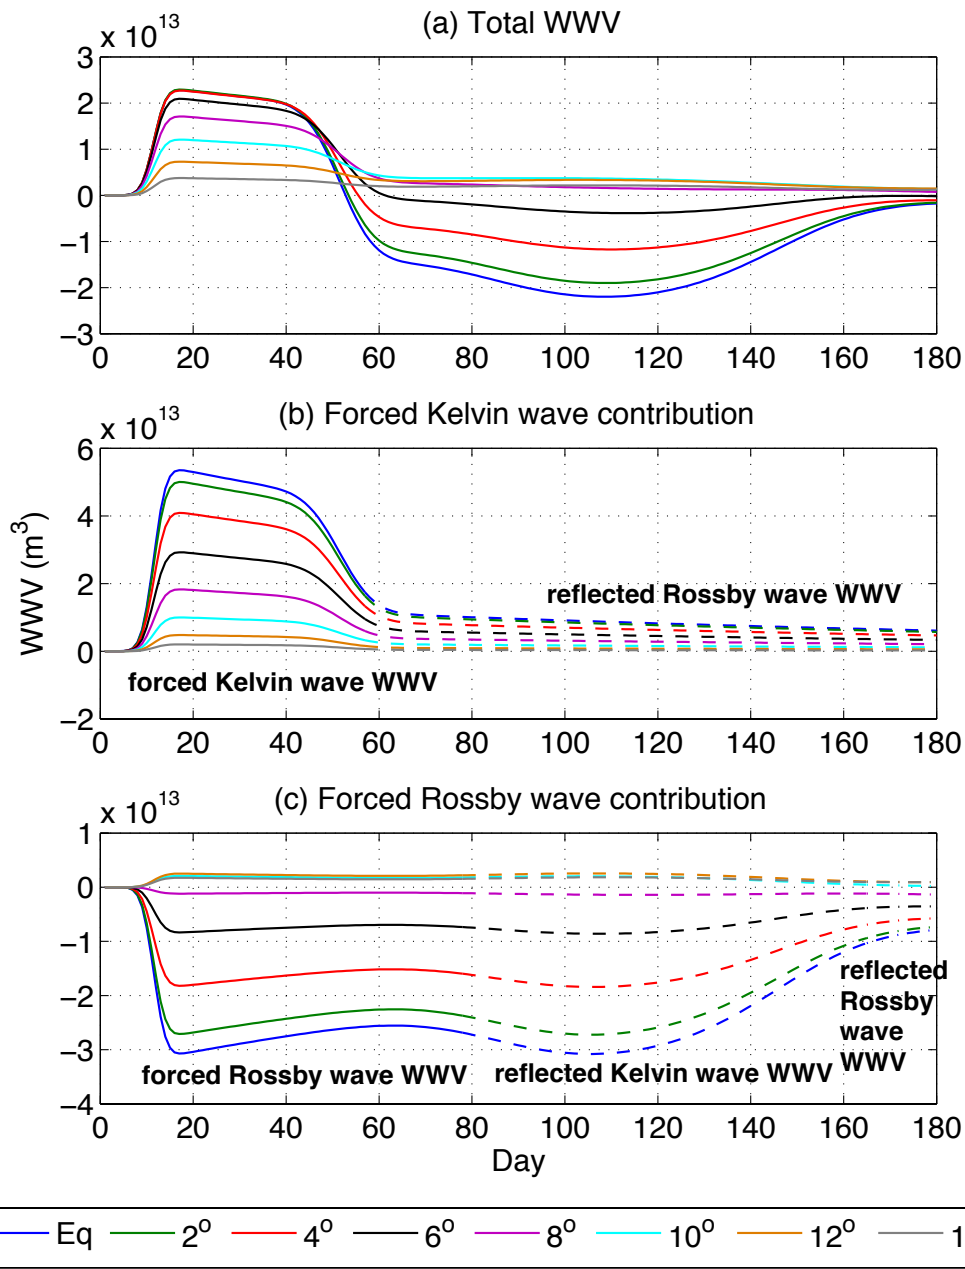 (a) Total WWV
x 10^13
3
2
1
0
−1
−2
−3
0 20 40 60 80 100 120 140 160 180
(b) Forced Kelvin wave contribution
x 10^13
6
4
2
0
−2
reflected Rossby wave WWV
forced Kelvin wave WWV
WWV (m^3)
0 20 40 60 80 100 120 140 160 180
(c) Forced Rossby wave contribution
x 10^13
1
0
−1
−2
−3
−4
reflected
Rossby
wave
WWV
forced Rossby wave WWV
reflected Kelvin wave WWV
0 20 40 60 80 100 120 140 160 180
Day
Eq 2^o 4^o 6^o 8^o 10^o 12^o